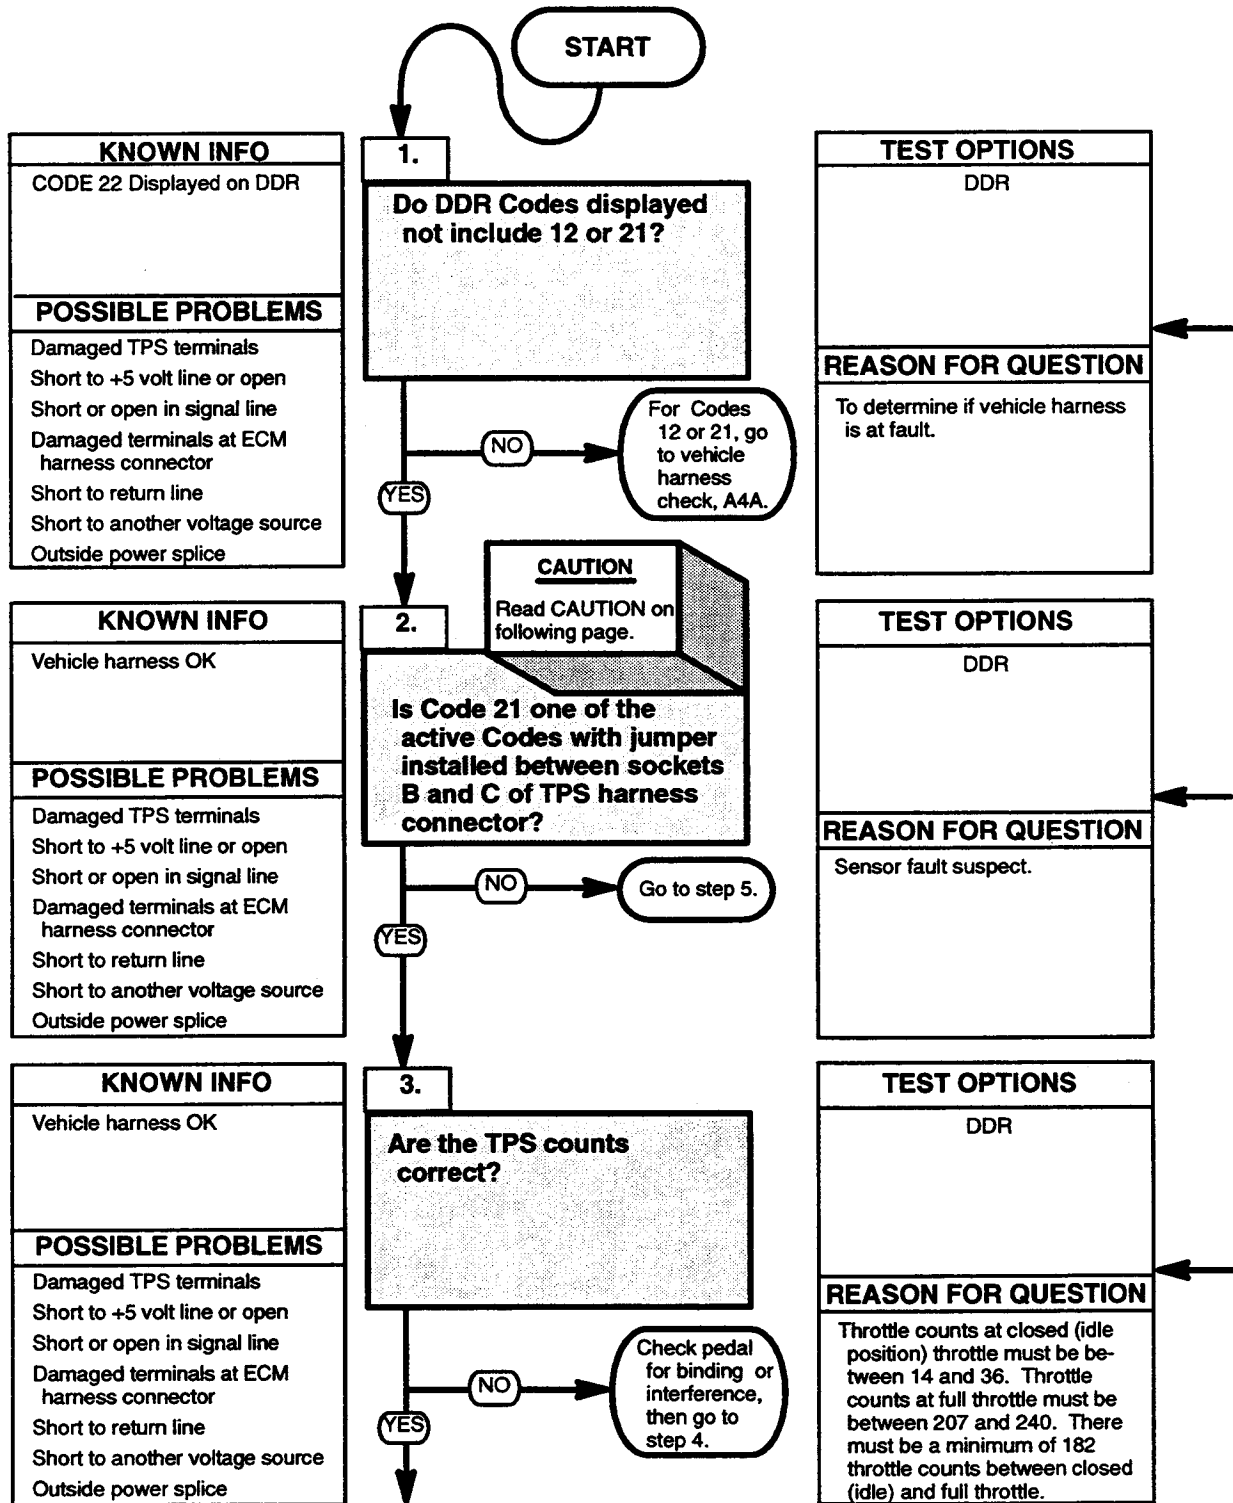 START
KNOWN INFO
CODE 22 Displayed on DDR
POSSIBLE PROBLEMS
Damaged TPS terminals
Short to +5 volt line or open
Short or open in signal line
Damaged terminals at ECM
harness connector
Short to return line
Short to another voltage source
Outside power splice
1.
Do DDR Codes displayed
not include 12 or 21?
NO
For Codes
12 or 21, go
to vehicle
harness
check, A4A.
YES
TEST OPTIONS
DDR
REASON FOR QUESTION
To determine if vehicle harness
is at fault.
KNOWN INFO
Vehicle harness OK
POSSIBLE PROBLEMS
Damaged TPS terminals
Short to +5 volt line or open
Short or open in signal line
Damaged terminals at ECM
harness connector
Short to return line
Short to another voltage source
Outside power splice
CAUTION
Read CAUTION on
following page.
2.
Is Code 21 one of the
active Codes with jumper
installed between sockets
B and C of TPS harness
connector?
NO
Go to step 5.
YES
TEST OPTIONS
DDR
REASON FOR QUESTION
Sensor fault suspect.
KNOWN INFO
Vehicle harness OK
POSSIBLE PROBLEMS
Damaged TPS terminals
Short to +5 volt line or open
Short or open in signal line
Damaged terminals at ECM
harness connector
Short to return line
Short to another voltage source
Outside power splice
3.
Are the TPS counts
correct?
NO
Check pedal
for binding or
interference,
then go to
step 4.
YES
TEST OPTIONS
DDR
REASON FOR QUESTION
Throttle counts at closed (idle
position) throttle must be be-
tween 14 and 36. Throttle
counts at full throttle must be
between 207 and 240. There
must be a minimum of 182
throttle counts between closed
(idle) and full throttle.